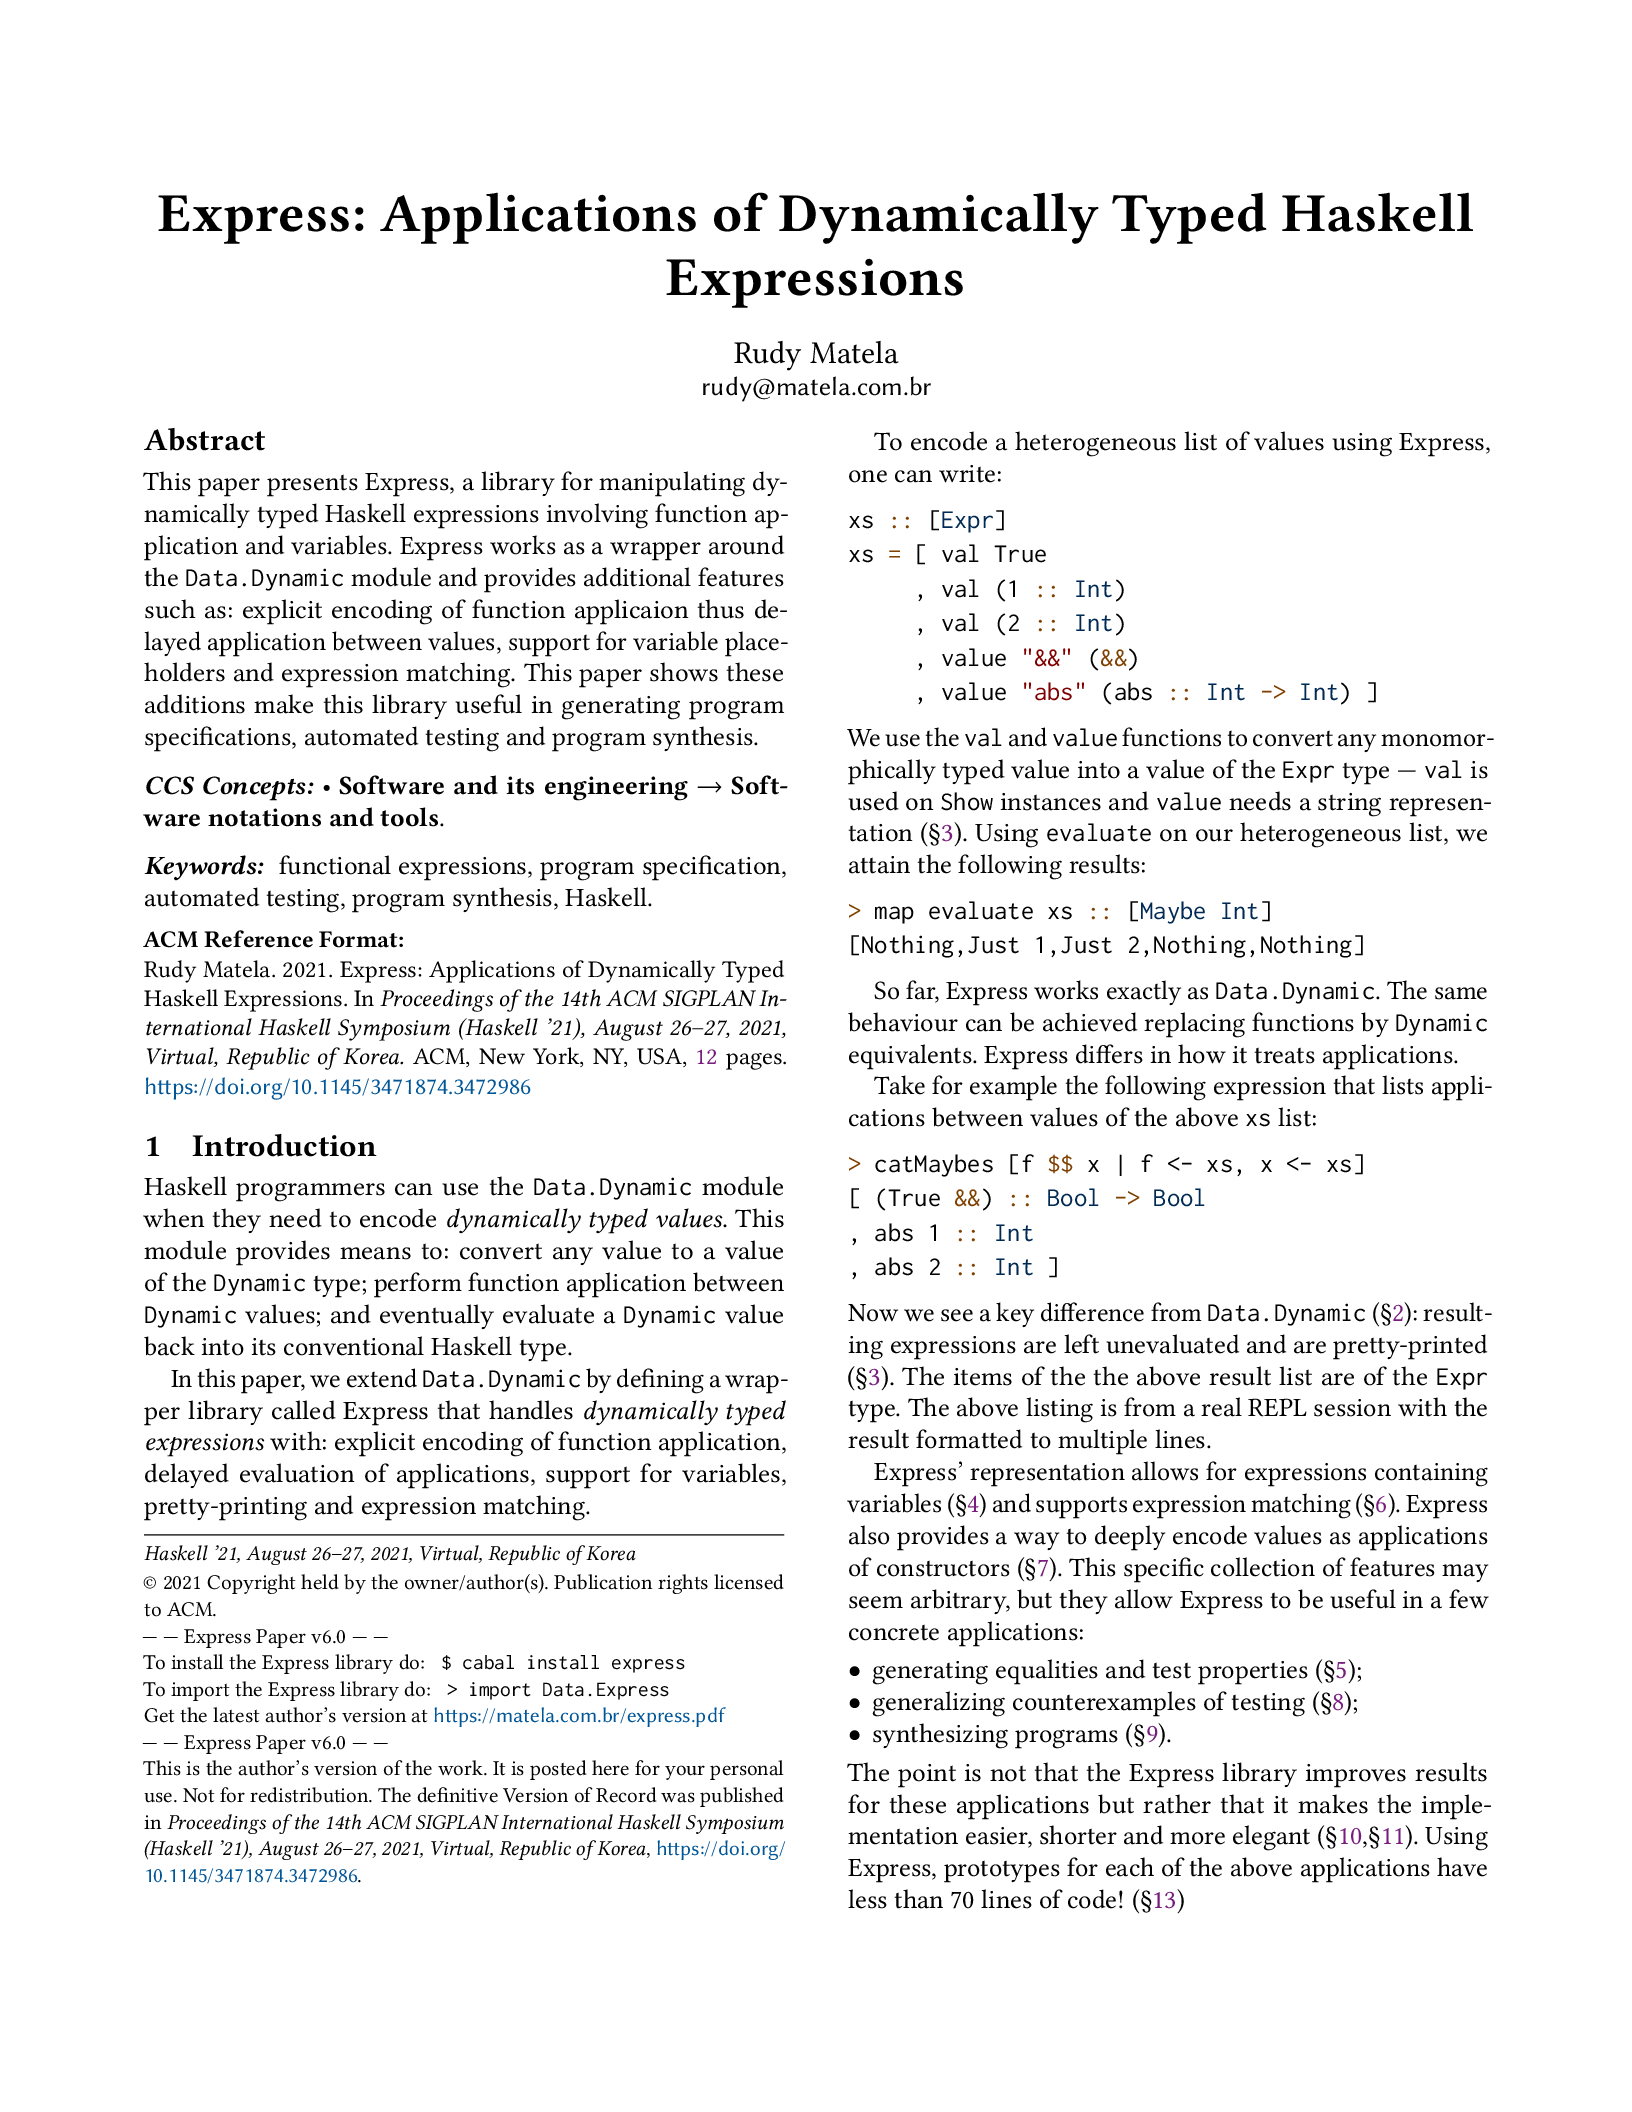 Express: Applications of Dynamically Typed Haskell
Expressions
Rudy Matela
rudy@matela.com.br
Abstract
This paper presents Express, a library for manipulating dy-
namically typed Haskell expressions involving function ap-
plication and variables. Express works as a wrapper around
the Data.Dynamic module and provides additional features
such as: explicit encoding of function applicaion thus de-
layed application between values, support for variable place-
holders and expression matching. This paper shows these
additions make this library useful in generating program
specifications, automated testing and program synthesis.
CCS Concepts: • Software and its engineering → Soft-
ware notations and tools.
Keywords: functional expressions, program specification,
automated testing, program synthesis, Haskell.
ACM Reference Format:
Rudy Matela. 2021. Express: Applications of Dynamically Typed
Haskell Expressions. In Proceedings of the 14th ACM SIGPLAN In-
ternational Haskell Symposium (Haskell ’21), August 26–27, 2021,
Virtual, Republic of Korea. ACM, New York, NY, USA, 12 pages.
https://doi.org/10.1145/3471874.3472986
1 Introduction
Haskell programmers can use the Data.Dynamic module
when they need to encode dynamically typed values. This
module provides means to: convert any value to a value
of the Dynamic type; perform function application between
Dynamic values; and eventually evaluate a Dynamic value
back into its conventional Haskell type.
In this paper, we extend Data.Dynamic by defining a wrap-
per library called Express that handles dynamically typed
expressions with: explicit encoding of function application,
delayed evaluation of applications, support for variables,
pretty-printing and expression matching.
Haskell ’21, August 26–27, 2021, Virtual, Republic of Korea
© 2021 Copyright held by the owner/author(s). Publication rights licensed
to ACM.
— — Express Paper v6.0 — —
To install the Express library do: $ cabal install express
To import the Express library do: > import Data.Express
Get the latest author’s version at https://matela.com.br/express.pdf
— — Express Paper v6.0 — —
This is the author’s version of the work. It is posted here for your personal
use. Not for redistribution. The definitive Version of Record was published
in Proceedings of the 14th ACM SIGPLAN International Haskell Symposium
(Haskell ’21), August 26–27, 2021, Virtual, Republic of Korea, https://doi.org/
10.1145/3471874.3472986.
To encode a heterogeneous list of values using Express,
one can write:
xs :: [Expr]
xs = [ val True
, val (1 :: Int)
, val (2 :: Int)
, value "&&" (&&)
, value "abs" (abs :: Int -> Int) ]
We use the val and value functions to convert any monomor-
phically typed value into a value of the Expr type — val is
used on Show instances and value needs a string represen-
tation (§3). Using evaluate on our heterogeneous list, we
attain the following results:
> map evaluate xs :: [Maybe Int]
[Nothing,Just 1,Just 2,Nothing,Nothing]
So far, Express works exactly as Data.Dynamic. The same
behaviour can be achieved replacing functions by Dynamic
equivalents. Express differs in how it treats applications.
Take for example the following expression that lists appli-
cations between values of the above xs list:
> catMaybes [f $$ x | f <- xs, x <- xs]
[ (True &&) :: Bool -> Bool
, abs 1 :: Int
, abs 2 :: Int ]
Now we see a key difference from Data.Dynamic (§2): result-
ing expressions are left unevaluated and are pretty-printed
(§3). The items of the the above result list are of the Expr
type. The above listing is from a real REPL session with the
result formatted to multiple lines.
Express’ representation allows for expressions containing
variables (§4) and supports expression matching (§6). Express
also provides a way to deeply encode values as applications
of constructors (§7). This specific collection of features may
seem arbitrary, but they allow Express to be useful in a few
concrete applications:
• generating equalities and test properties (§5);
• generalizing counterexamples of testing (§8);
• synthesizing programs (§9).
The point is not that the Express library improves results
for these applications but rather that it makes the imple-
mentation easier, shorter and more elegant (§10,§11). Using
Express, prototypes for each of the above applications have
less than 70 lines of code! (§13)